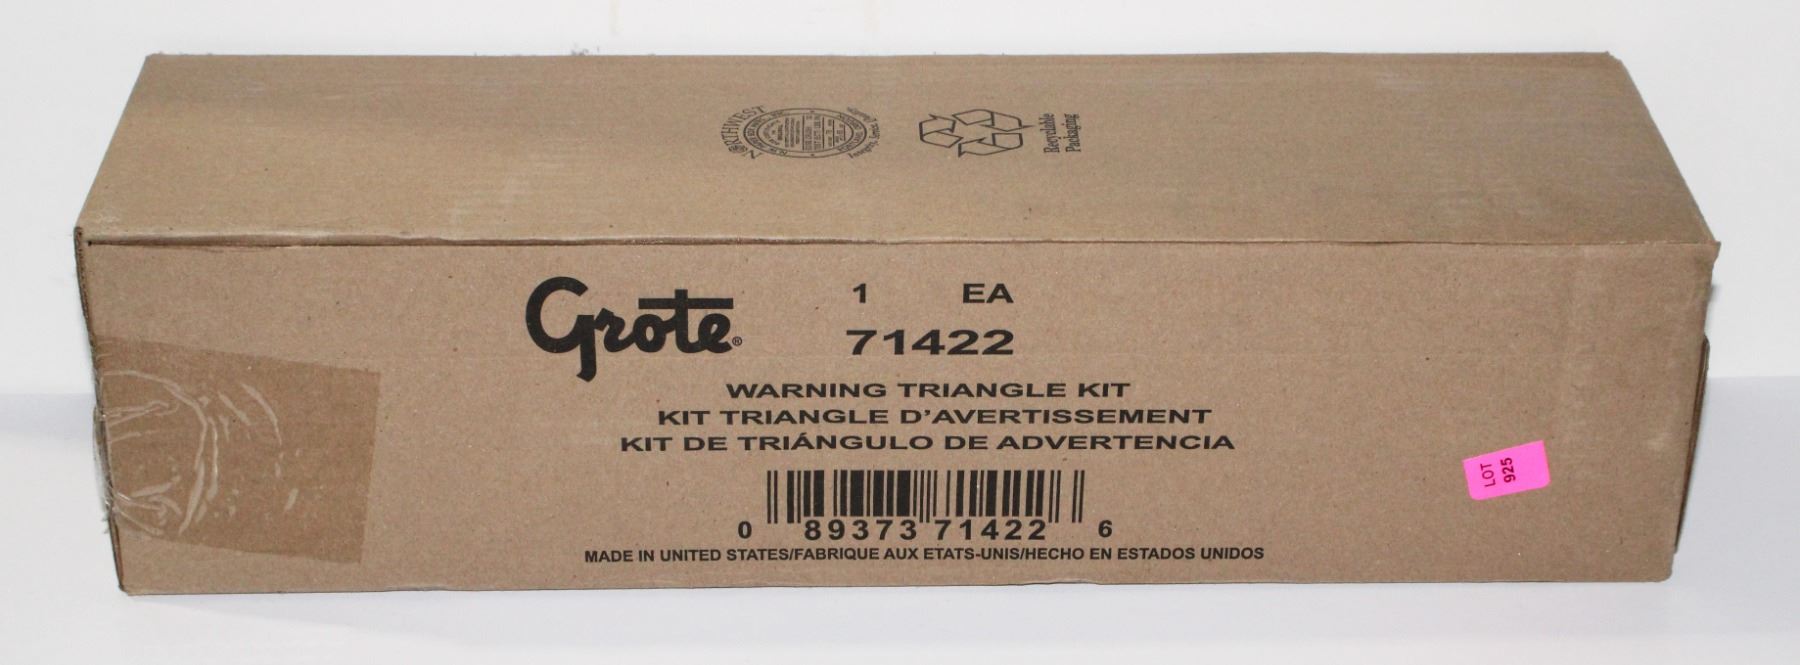 NORTHWEST
Recyclable
Packaging
Grote®
1 EA
71422
WARNING TRIANGLE KIT
KIT TRIANGLE D'AVERTISSEMENT
KIT DE TRIÁNGULO DE ADVERTENCIA
0 89373 71422 6
MADE IN UNITED STATES/FABRIQUE AUX ETATS-UNIS/HECHO EN ESTADOS UNIDOS
LOT
925